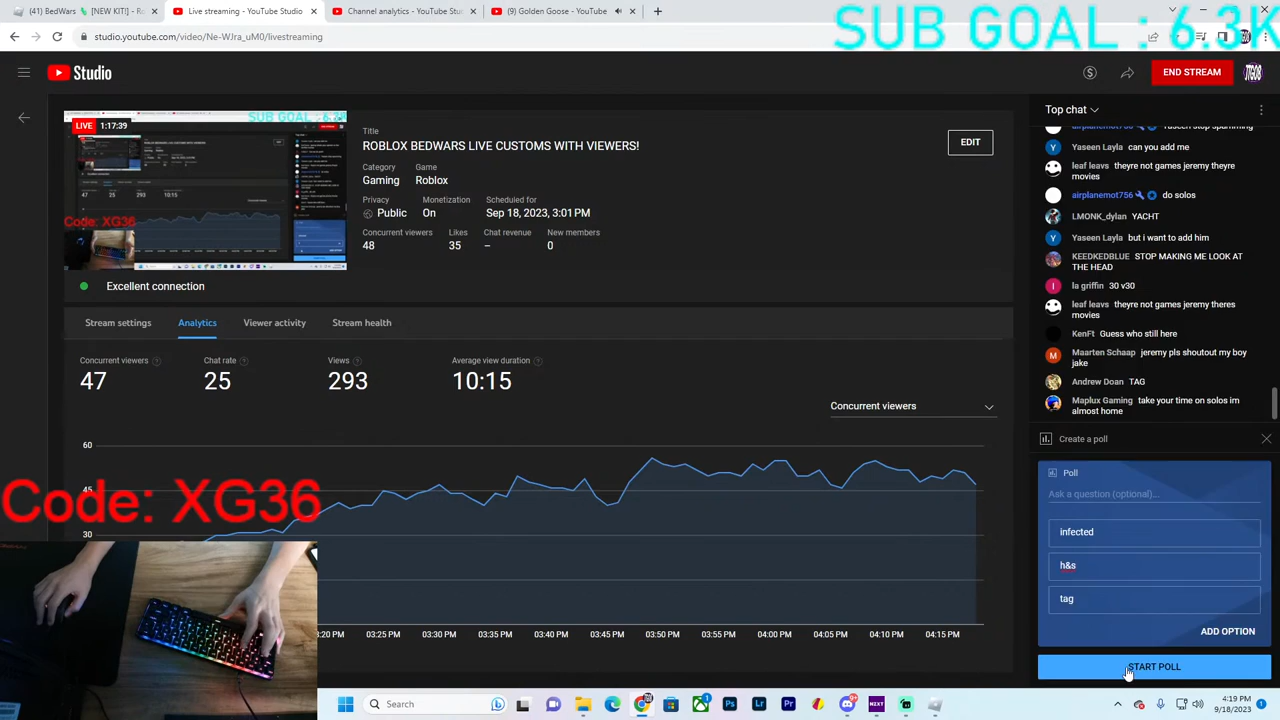 (41) BedWars [NEW KIT!] - Ro
YouTube Studio
Channel analytics - YouTube Studio
(9) Golden Goose - YouTube
studio.youtube.com/video/Ne-WJra_uM0/livestreaming
SUB GOAL : 6.3K
Studio
END STREAM
LIVE 1:17:39
Title
ROBLOX BEDWARS LIVE CUSTOMS WITH VIEWERS!
EDIT
Category Game
Gaming Roblox
Privacy Monetization Scheduled for
Public On Sep 18, 2023, 3:01 PM
Concurrent viewers Likes Chat revenue New members
48 35 – 0
Excellent connection
Stream settings Analytics Viewer activity Stream health
Concurrent viewers Chat rate Views Average view duration
47 25 293 10:15
Concurrent viewers
60
45
30
Code: XG36
03:25 PM 03:30 PM 03:35 PM 03:40 PM 03:45 PM 03:50 PM 03:55 PM 04:00 PM 04:05 PM 04:10 PM 04:15 PM
Top chat
Yaseen stop spamming
Yaseen Layla can you add me
leaf leavs theyre not games jeremy theres
movies
airplanemot756
LMONK_dylan YACHT
Yaseen Layla but i want to add him
KEEDKEDBLUE STOP MAKING ME LOOK AT
THE HEAD
la griffin 30 v30
leaf leavs theyre not games jeremy theres
movies
KenFt Guess who still here
Maarten Schaap jeremy pls shoutout my boy
jake
Andrew Doan TAG
Maplux Gaming take your time on solos im
almost home
Create a poll
Poll
Ask a question (optional)...
infected
h&s
tag
ADD OPTION
START POLL
Search
4:19 PM
9/18/2023